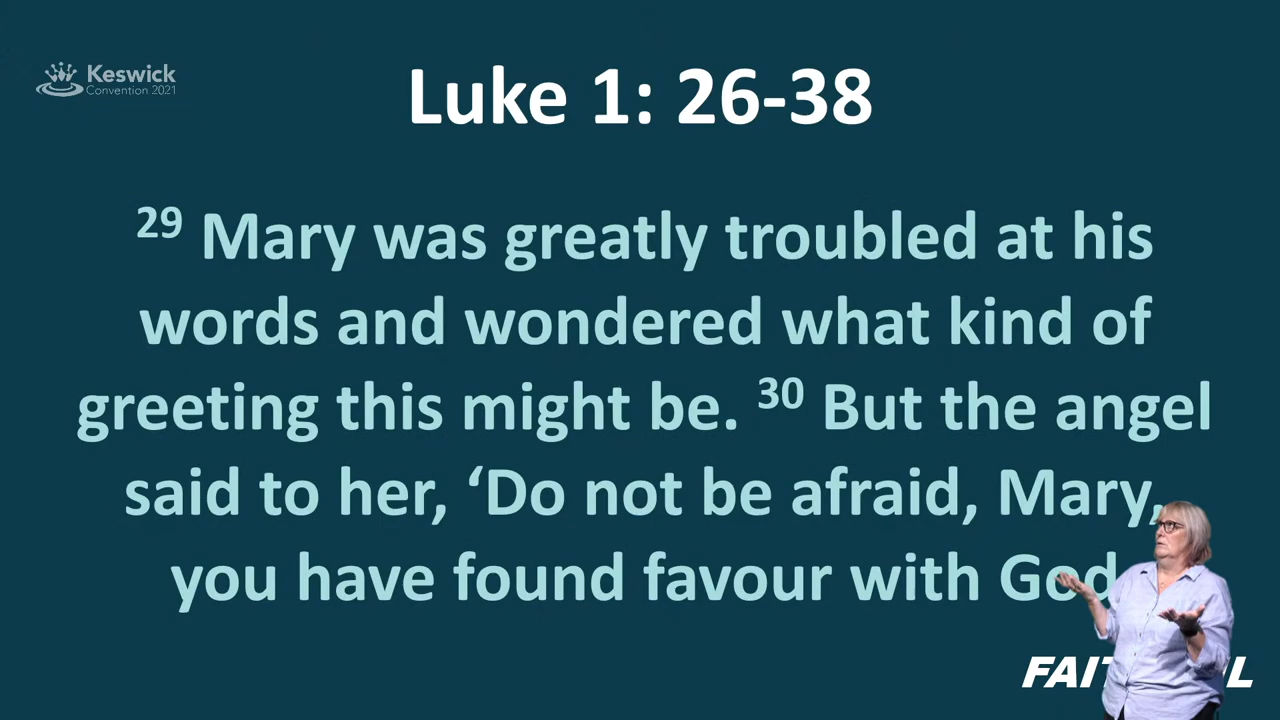 Keswick
Convention 2021
Luke 1: 26-38
29 Mary was greatly troubled at his
words and wondered what kind of
greeting this might be. 30 But the angel
said to her, ‘Do not be afraid, Mary,
you have found favour with God